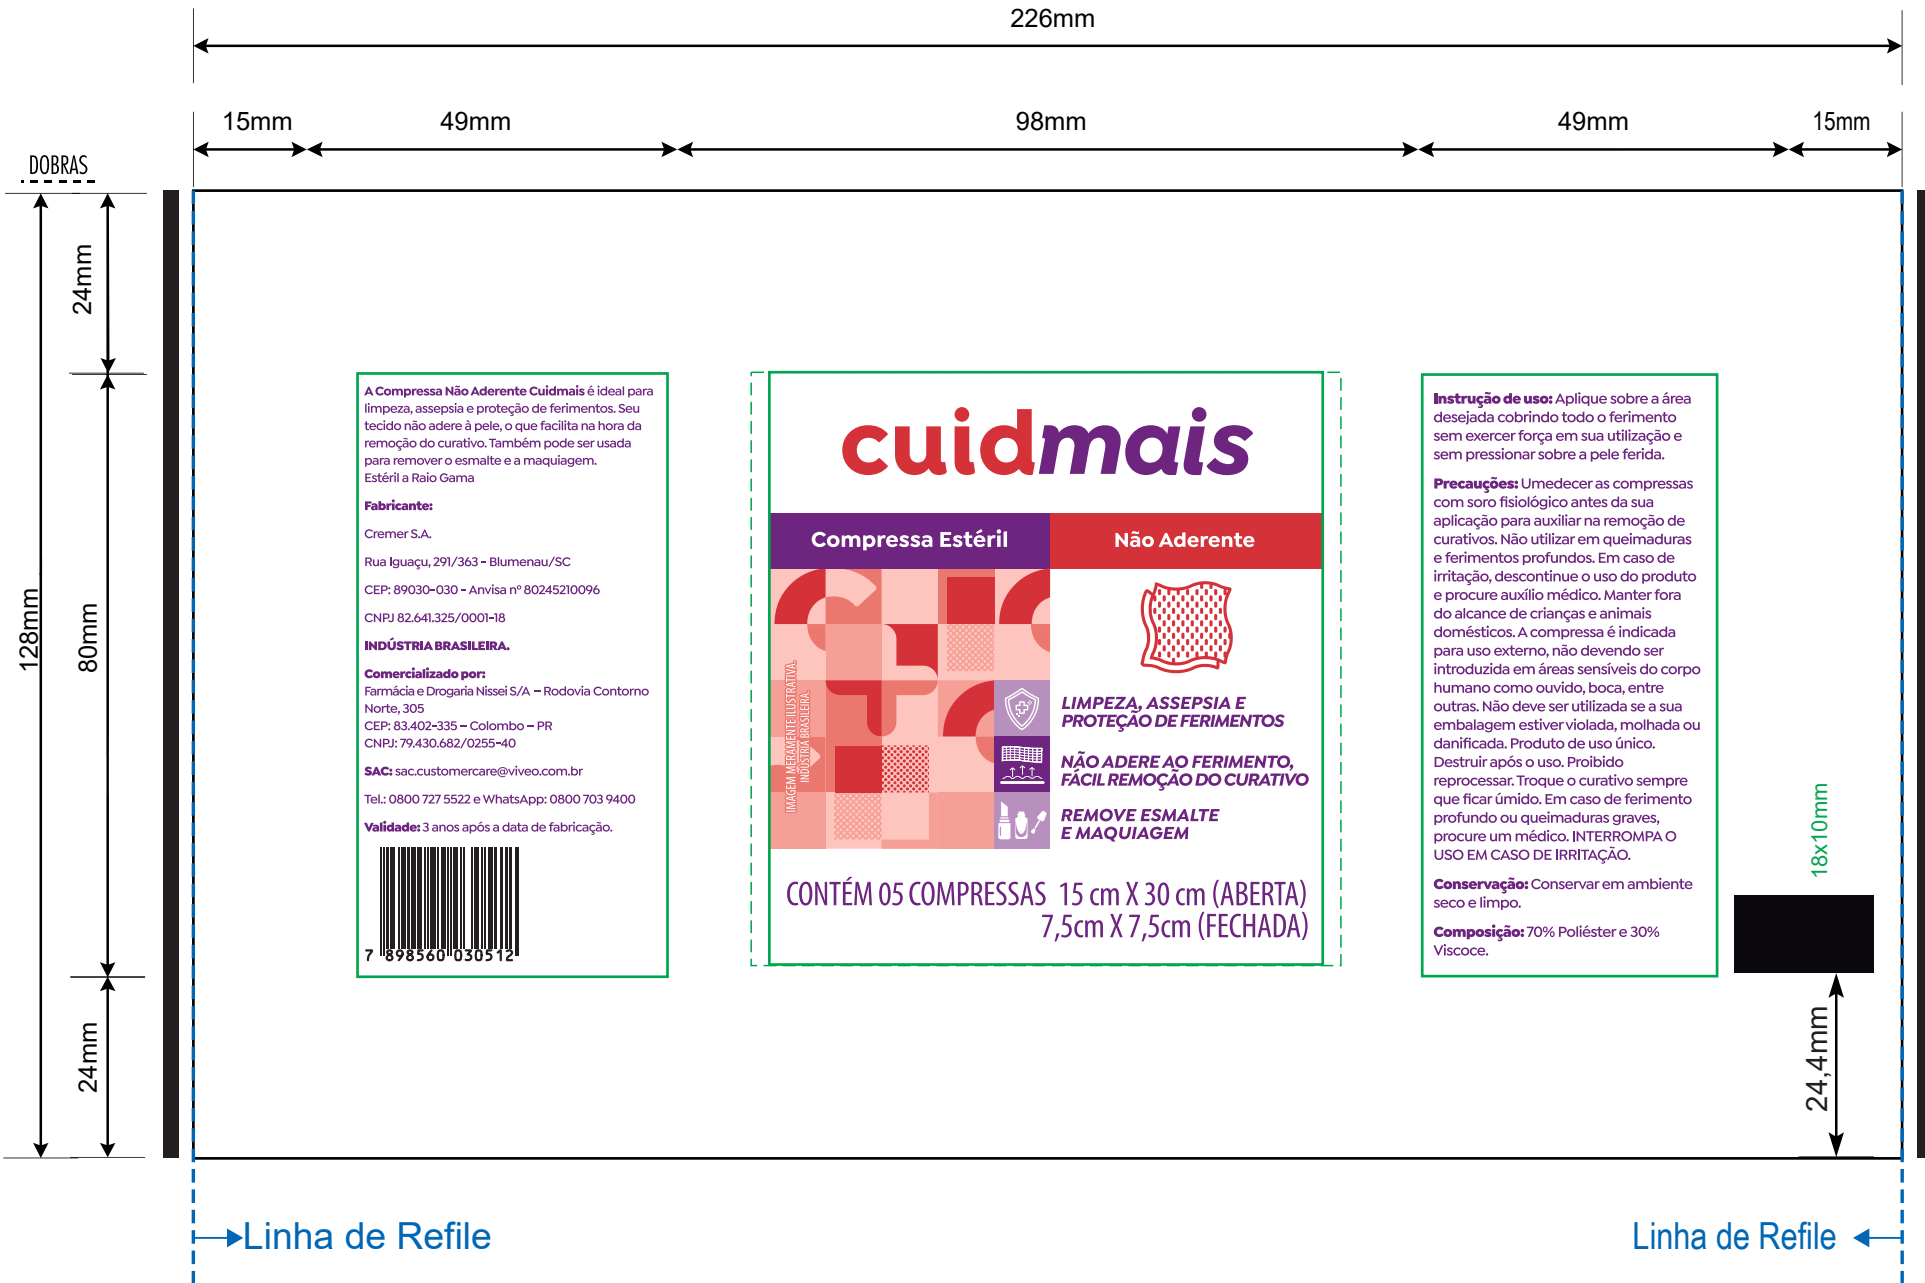 226mm
15mm
49mm
98mm
49mm
15mm
DOBRAS
128mm
24mm
80mm
24mm
A Compressa Não Aderente Cuidmais é ideal para
limpeza, assepsia e proteção de ferimentos. Seu
tecido não adere à pele, o que facilita na hora da
remoção do curativo. Também pode ser usada
para remover o esmalte e a maquiagem.
Estéril a Raio Gama
Fabricante:
Cremer S.A.
Rua Iguaçu, 291/363 - Blumenau/SC
CEP: 89030-030 - Anvisa nº 80245210096
CNPJ 82.641.325/0001-18
INDÚSTRIA BRASILEIRA.
Comercializado por:
Farmácia e Drogaria Nissei S/A – Rodovia Contorno
Norte, 305
CEP: 83.402-335 – Colombo – PR
CNPJ: 79.430.682/0255-40
SAC: sac.customercare@viveo.com.br
Tel.: 0800 727 5522 e WhatsApp: 0800 703 9400
Validade: 3 anos após a data de fabricação.
7 898560 030512
cuidmais
Compressa Estéril
Não Aderente
IMAGEM MERAMENTE ILUSTRATIVA.
INDÚSTRIA BRASILEIRA.
LIMPEZA, ASSEPSIA E
PROTEÇÃO DE FERIMENTOS
NÃO ADERE AO FERIMENTO,
FÁCIL REMOÇÃO DO CURATIVO
REMOVE ESMALTE
E MAQUIAGEM
CONTÉM 05 COMPRESSAS 15 cm X 30 cm (ABERTA)
7,5cm X 7,5cm (FECHADA)
Instrução de uso: Aplique sobre a área
desejada cobrindo todo o ferimento
sem exercer força em sua utilização e
sem pressionar sobre a pele ferida.
Precauções: Umedecer as compressas
com soro fisiológico antes da sua
aplicação para auxiliar na remoção de
curativos. Não utilizar em queimaduras
e ferimentos profundos. Em caso de
irritação, descontinue o uso do produto
e procure auxílio médico. Manter fora
do alcance de crianças e animais
domésticos. A compressa é indicada
para uso externo, não devendo ser
introduzida em áreas sensíveis do corpo
humano como ouvido, boca, entre
outras. Não deve ser utilizada se a sua
embalagem estiver violada, molhada ou
danificada. Produto de uso único.
Destruir após o uso. Proibido
reprocessar. Troque o curativo sempre
que ficar úmido. Em caso de ferimento
profundo ou queimaduras graves,
procure um médico. INTERROMPA O
USO EM CASO DE IRRITAÇÃO.
Conservação: Conservar em ambiente
seco e limpo.
Composição: 70% Poliéster e 30%
Viscoce.
18x10mm
24,4mm
Linha de Refile
Linha de Refile